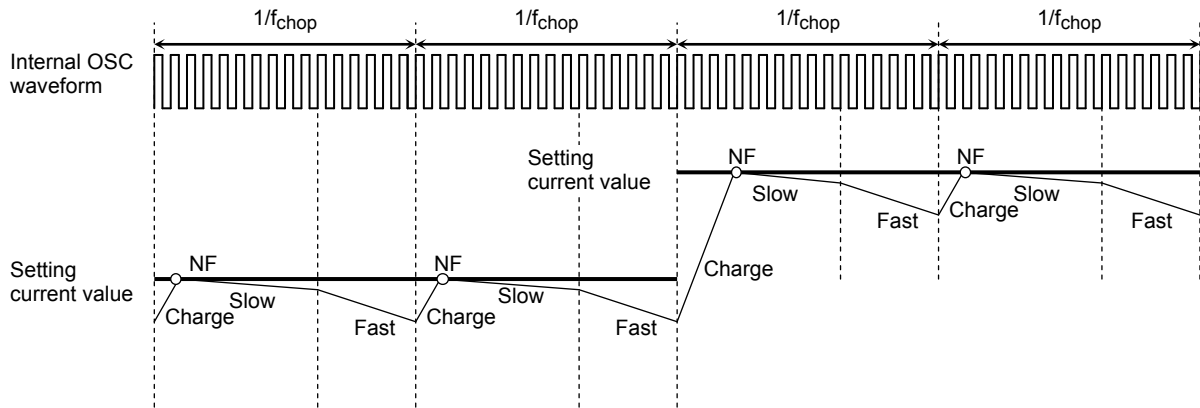 1/fchop 1/fchop 1/fchop 1/fchop
Internal OSC
waveform
Setting
current value
NF
Slow
Fast
Charge
NF
Slow
Fast
Charge
Setting
current value
NF
Slow
Fast
Charge
NF
Slow
Fast
Charge